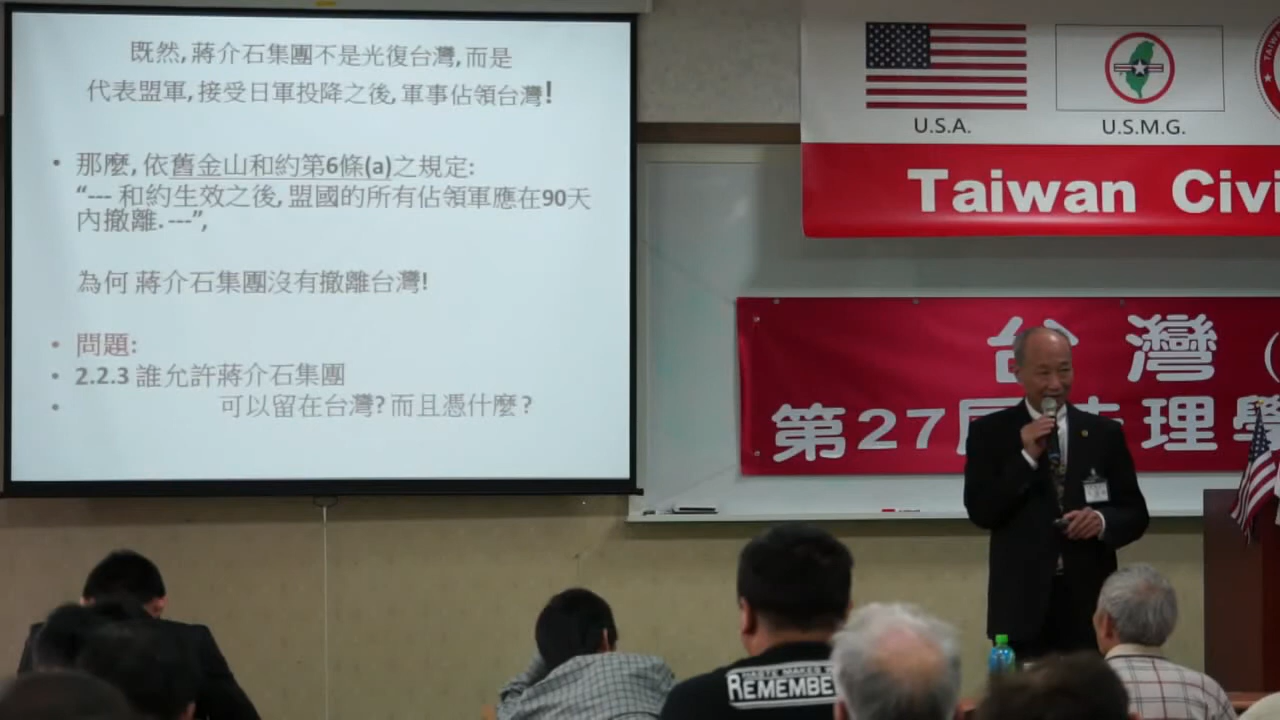 既然, 蔣介石集團不是光復台灣, 而是
代表盟軍, 接受日軍投降之後, 軍事佔領台灣!
• 那麼, 依舊金山和約第6條(a)之規定:
“--- 和約生效之後, 盟國的所有佔領軍應在90天
內撤離. ---”,
為何 蔣介石集團沒有撤離台灣!
• 問題:
• 2.2.3 誰允許蔣介石集團
• 可以留在台灣? 而且憑什麼?
U.S.A.
U.S.M.G.
Taiwan Civi
台灣(
第27屆法理學
REMEMBE